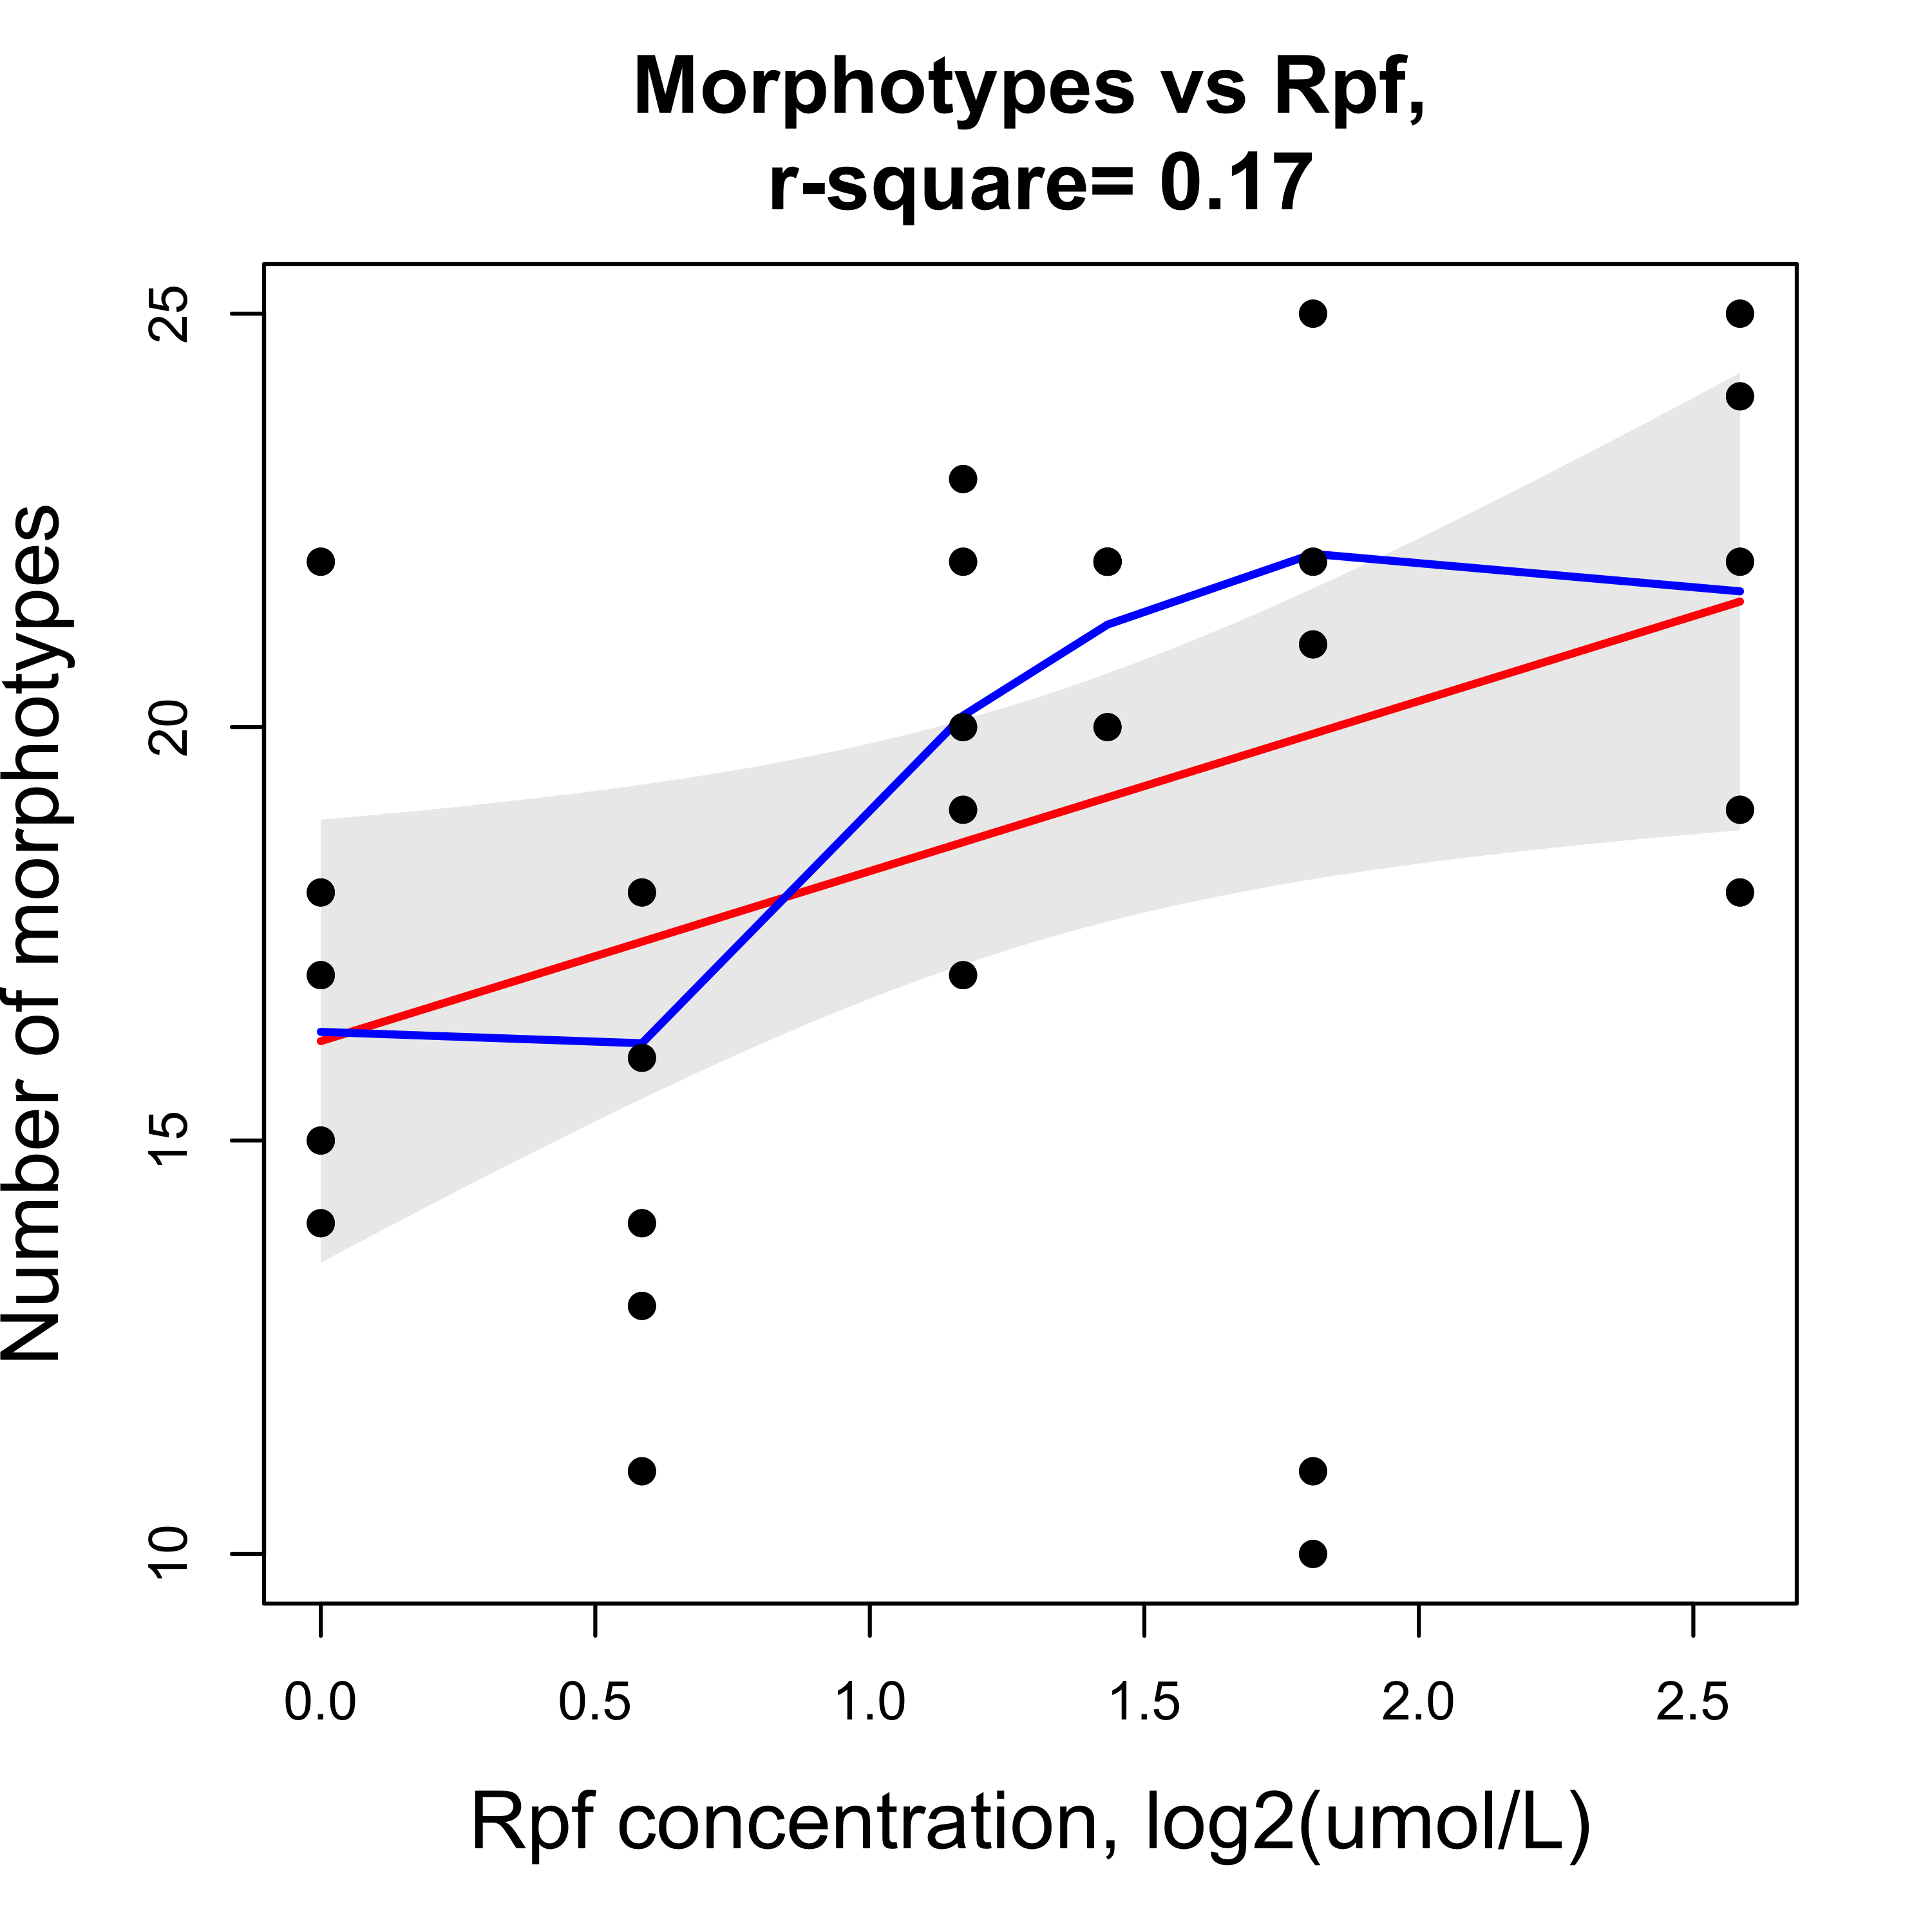 Morphotypes vs Rpf,
r-square= 0.17
Number of morphotypes
25
20
15
10
0.0 0.5 1.0 1.5 2.0 2.5
Rpf concentration, log2(umol/L)